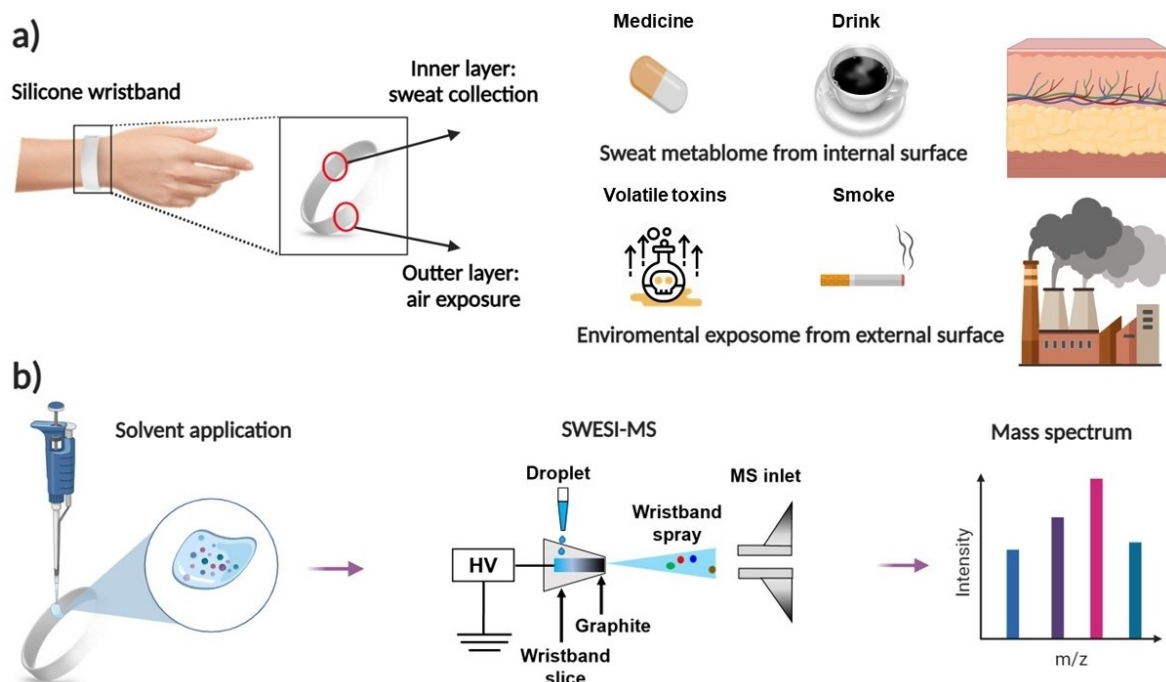 a)
Silicone wristband
Inner layer:
sweat collection
Outter layer:
air exposure
Medicine
Drink
Sweat metablome from internal surface
Volatile toxins
Smoke
Enviromental exposome from external surface
b)
Solvent application
SWESI-MS
Droplet
MS inlet
Wristband
spray
HV
Graphite
Wristband
slice
Mass spectrum
Intensity
m/z